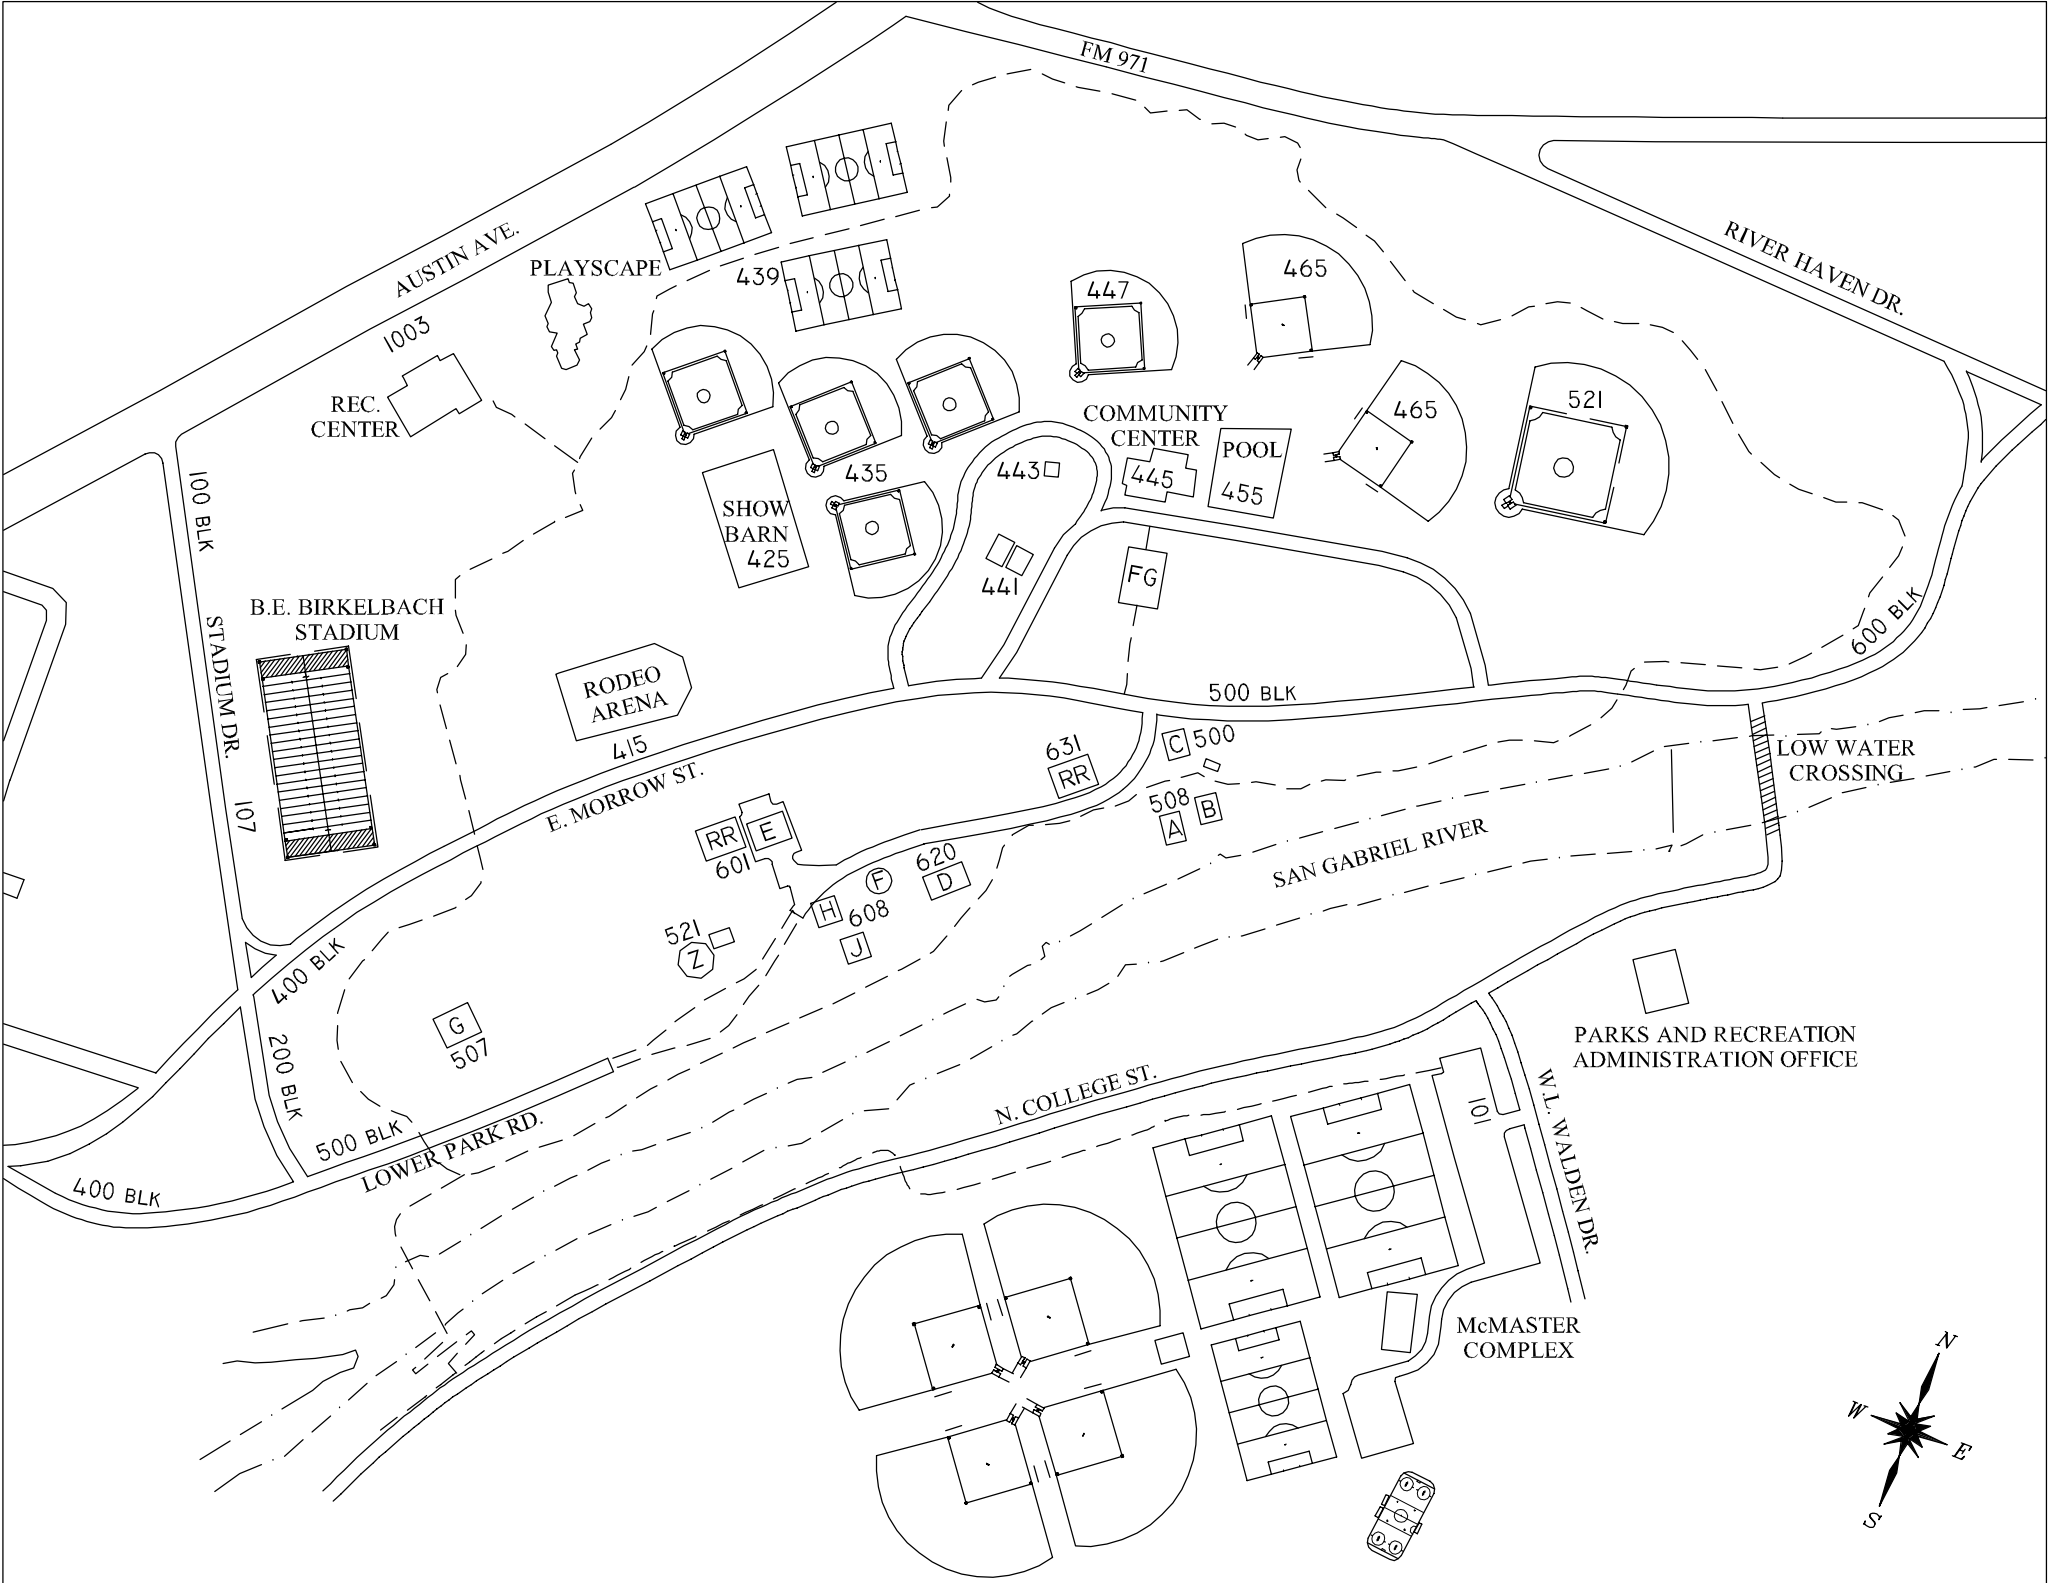 FM 971
RIVER HAVEN DR.
AUSTIN AVE.
PLAYSCAPE
439
1003
447
465
REC.
CENTER
COMMUNITY
CENTER
445
POOL
455
465
521
443
435
SHOW
BARN
425
441
FG
100 BLK
B.E. BIRKELBACH
STADIUM
STADIUM DR.
107
RODEO
ARENA
415
E. MORROW ST.
500 BLK
600 BLK
C 500
631
RR
LOW WATER
CROSSING
508
A
B
RR
601
E
620
D
F
H
608
J
SAN GABRIEL RIVER
521
Z
400 BLK
G
507
200 BLK
500 BLK
LOWER PARK RD.
400 BLK
N. COLLEGE ST.
PARKS AND RECREATION
ADMINISTRATION OFFICE
101
W.L. WALDEN DR.
McMASTER
COMPLEX
N
W
E
S